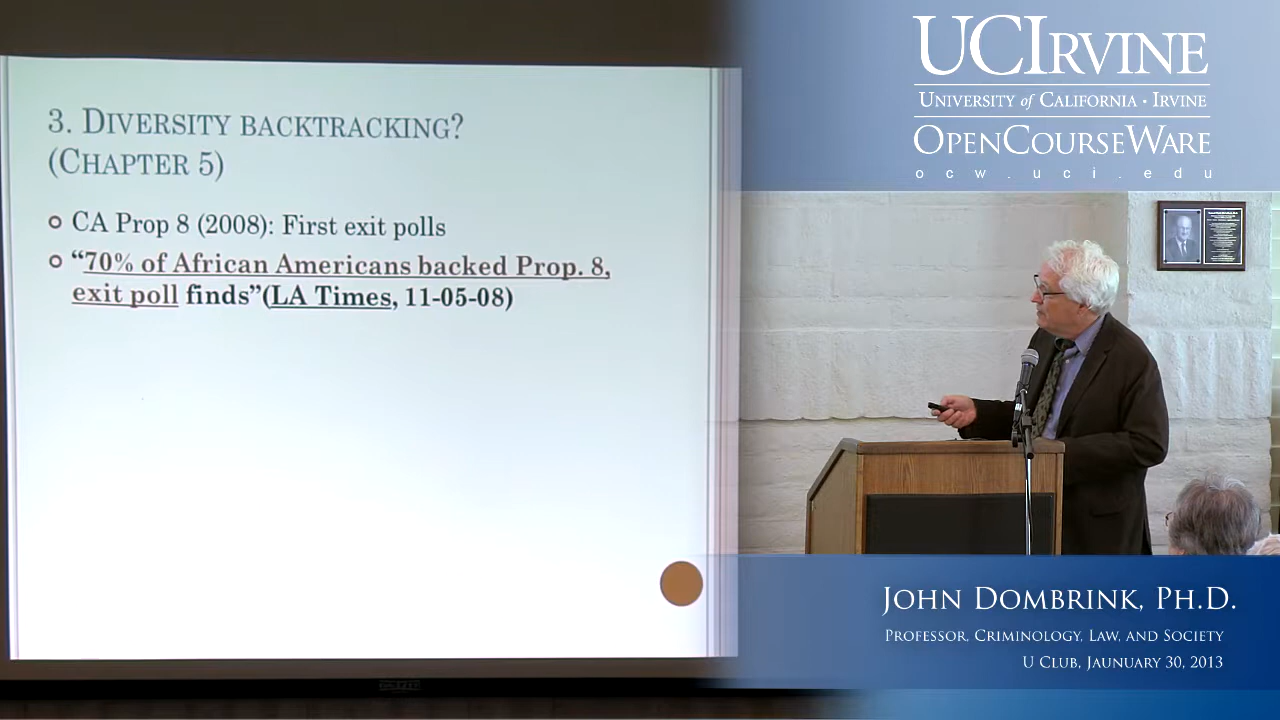 3. DIVERSITY BACKTRACKING?
(CHAPTER 5)
CA Prop 8 (2008): First exit polls
“70% of African Americans backed Prop. 8,
exit poll finds”(LA Times, 11-05-08)
UCIRVINE
UNIVERSITY of CALIFORNIA • IRVINE
OPENCOURSEWARE
ocw.uci.edu
JOHN DOMBRINK, PH.D.
PROFESSOR, CRIMINOLOGY, LAW, AND SOCIETY
U CLUB, JAUNUARY 30, 2013